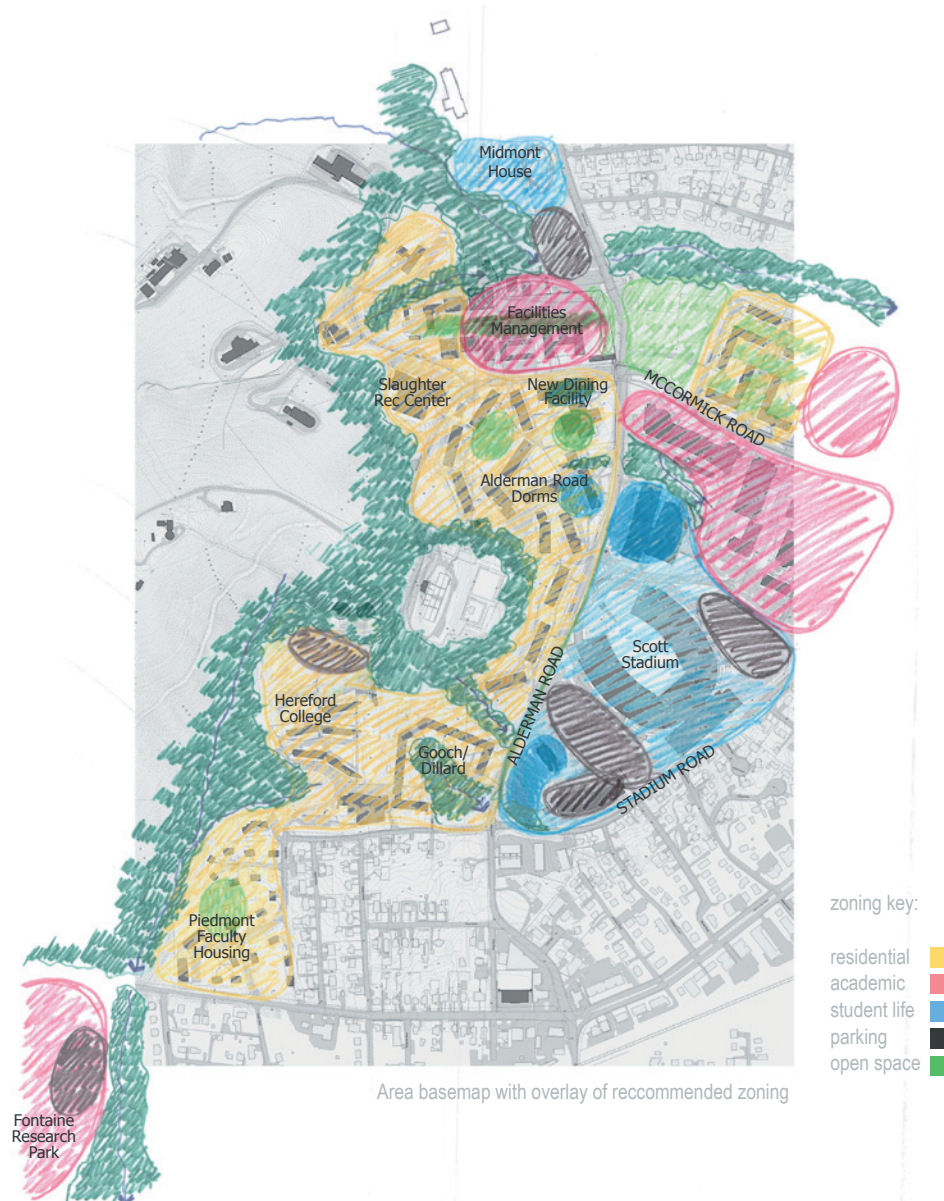 Midmont
House
Facilities
Management
MCCORMICK ROAD
Slaughter
Rec Center
New Dining
Facility
Alderman Road
Dorms
Scott
Stadium
ALDERMAN ROAD
Hereford
College
Gooch/
Dillard
STADIUM ROAD
Piedmont
Faculty
Housing
Fontaine
Research
Park
zoning key:
residential
academic
student life
parking
open space
Area basemap with overlay of reccommended zoning